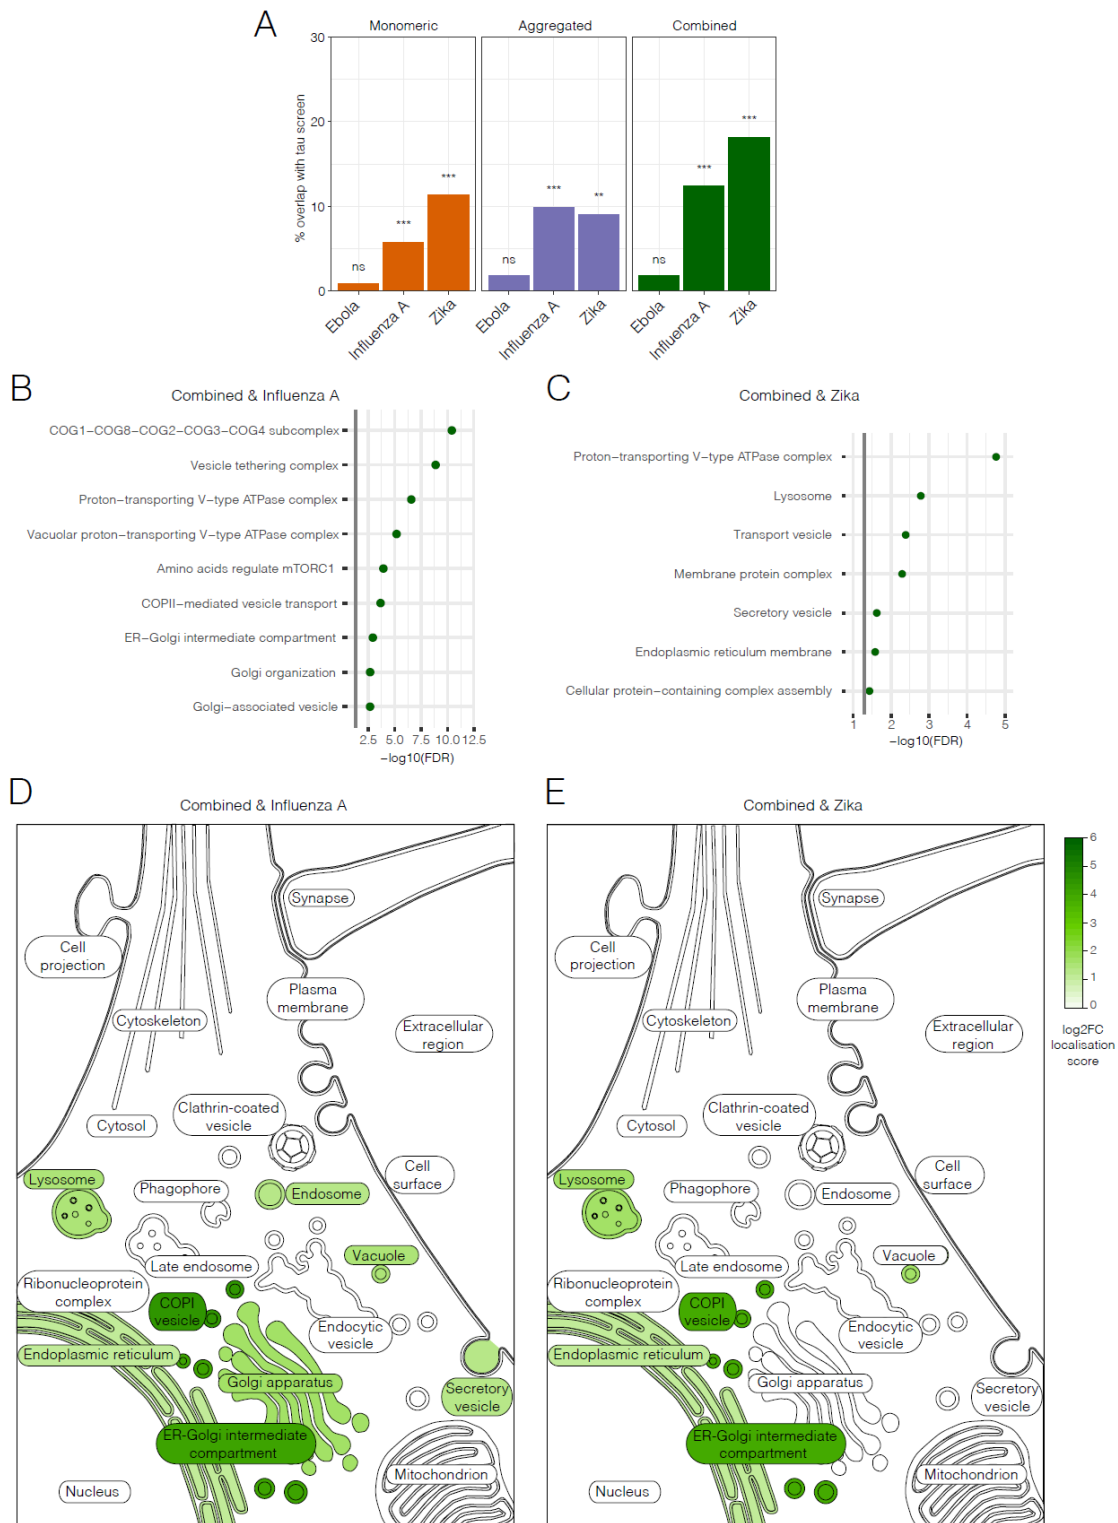 A
Monomeric
Aggregated
Combined
% overlap with tau screen
30
20
10
0
ns
***
***
ns
***
**
ns
***
***
Ebola
Influenza A
Zika
Ebola
Influenza A
Zika
Ebola
Influenza A
Zika
B
Combined & Influenza A
COG1−COG8−COG2−COG3−COG4 subcomplex
Vesicle tethering complex
Proton−transporting V−type ATPase complex
Vacuolar proton−transporting V−type ATPase complex
Amino acids regulate mTORC1
COPII−mediated vesicle transport
ER−Golgi intermediate compartment
Golgi organization
Golgi−associated vesicle
2.5 5.0 7.5 10.0 12.5
−log10(FDR)
C
Combined & Zika
Proton−transporting V−type ATPase complex
Lysosome
Transport vesicle
Membrane protein complex
Secretory vesicle
Endoplasmic reticulum membrane
Cellular protein−containing complex assembly
1 2 3 4 5
−log10(FDR)
D
Combined & Influenza A
Synapse
Cell
projection
Plasma
membrane
Cytoskeleton
Extracellular
region
Clathrin-coated
vesicle
Cytosol
Cell
surface
Lysosome
Phagophore
Endosome
Vacuole
Late endosome
Ribonucleoprotein
complex
COPI
vesicle
Endocytic
vesicle
Endoplasmic reticulum
Golgi apparatus
Secretory
vesicle
ER-Golgi intermediate
compartment
Mitochondrion
Nucleus
E
Combined & Zika
Synapse
Cell
projection
Plasma
membrane
Cytoskeleton
Extracellular
region
Clathrin-coated
vesicle
Cytosol
Cell
surface
Lysosome
Phagophore
Endosome
Vacuole
Late endosome
Ribonucleoprotein
complex
COPI
vesicle
Endocytic
vesicle
Endoplasmic reticulum
Golgi apparatus
Secretory
vesicle
ER-Golgi intermediate
compartment
Mitochondrion
Nucleus
6
5
4
3
2
1
0
log2FC
localisation
score